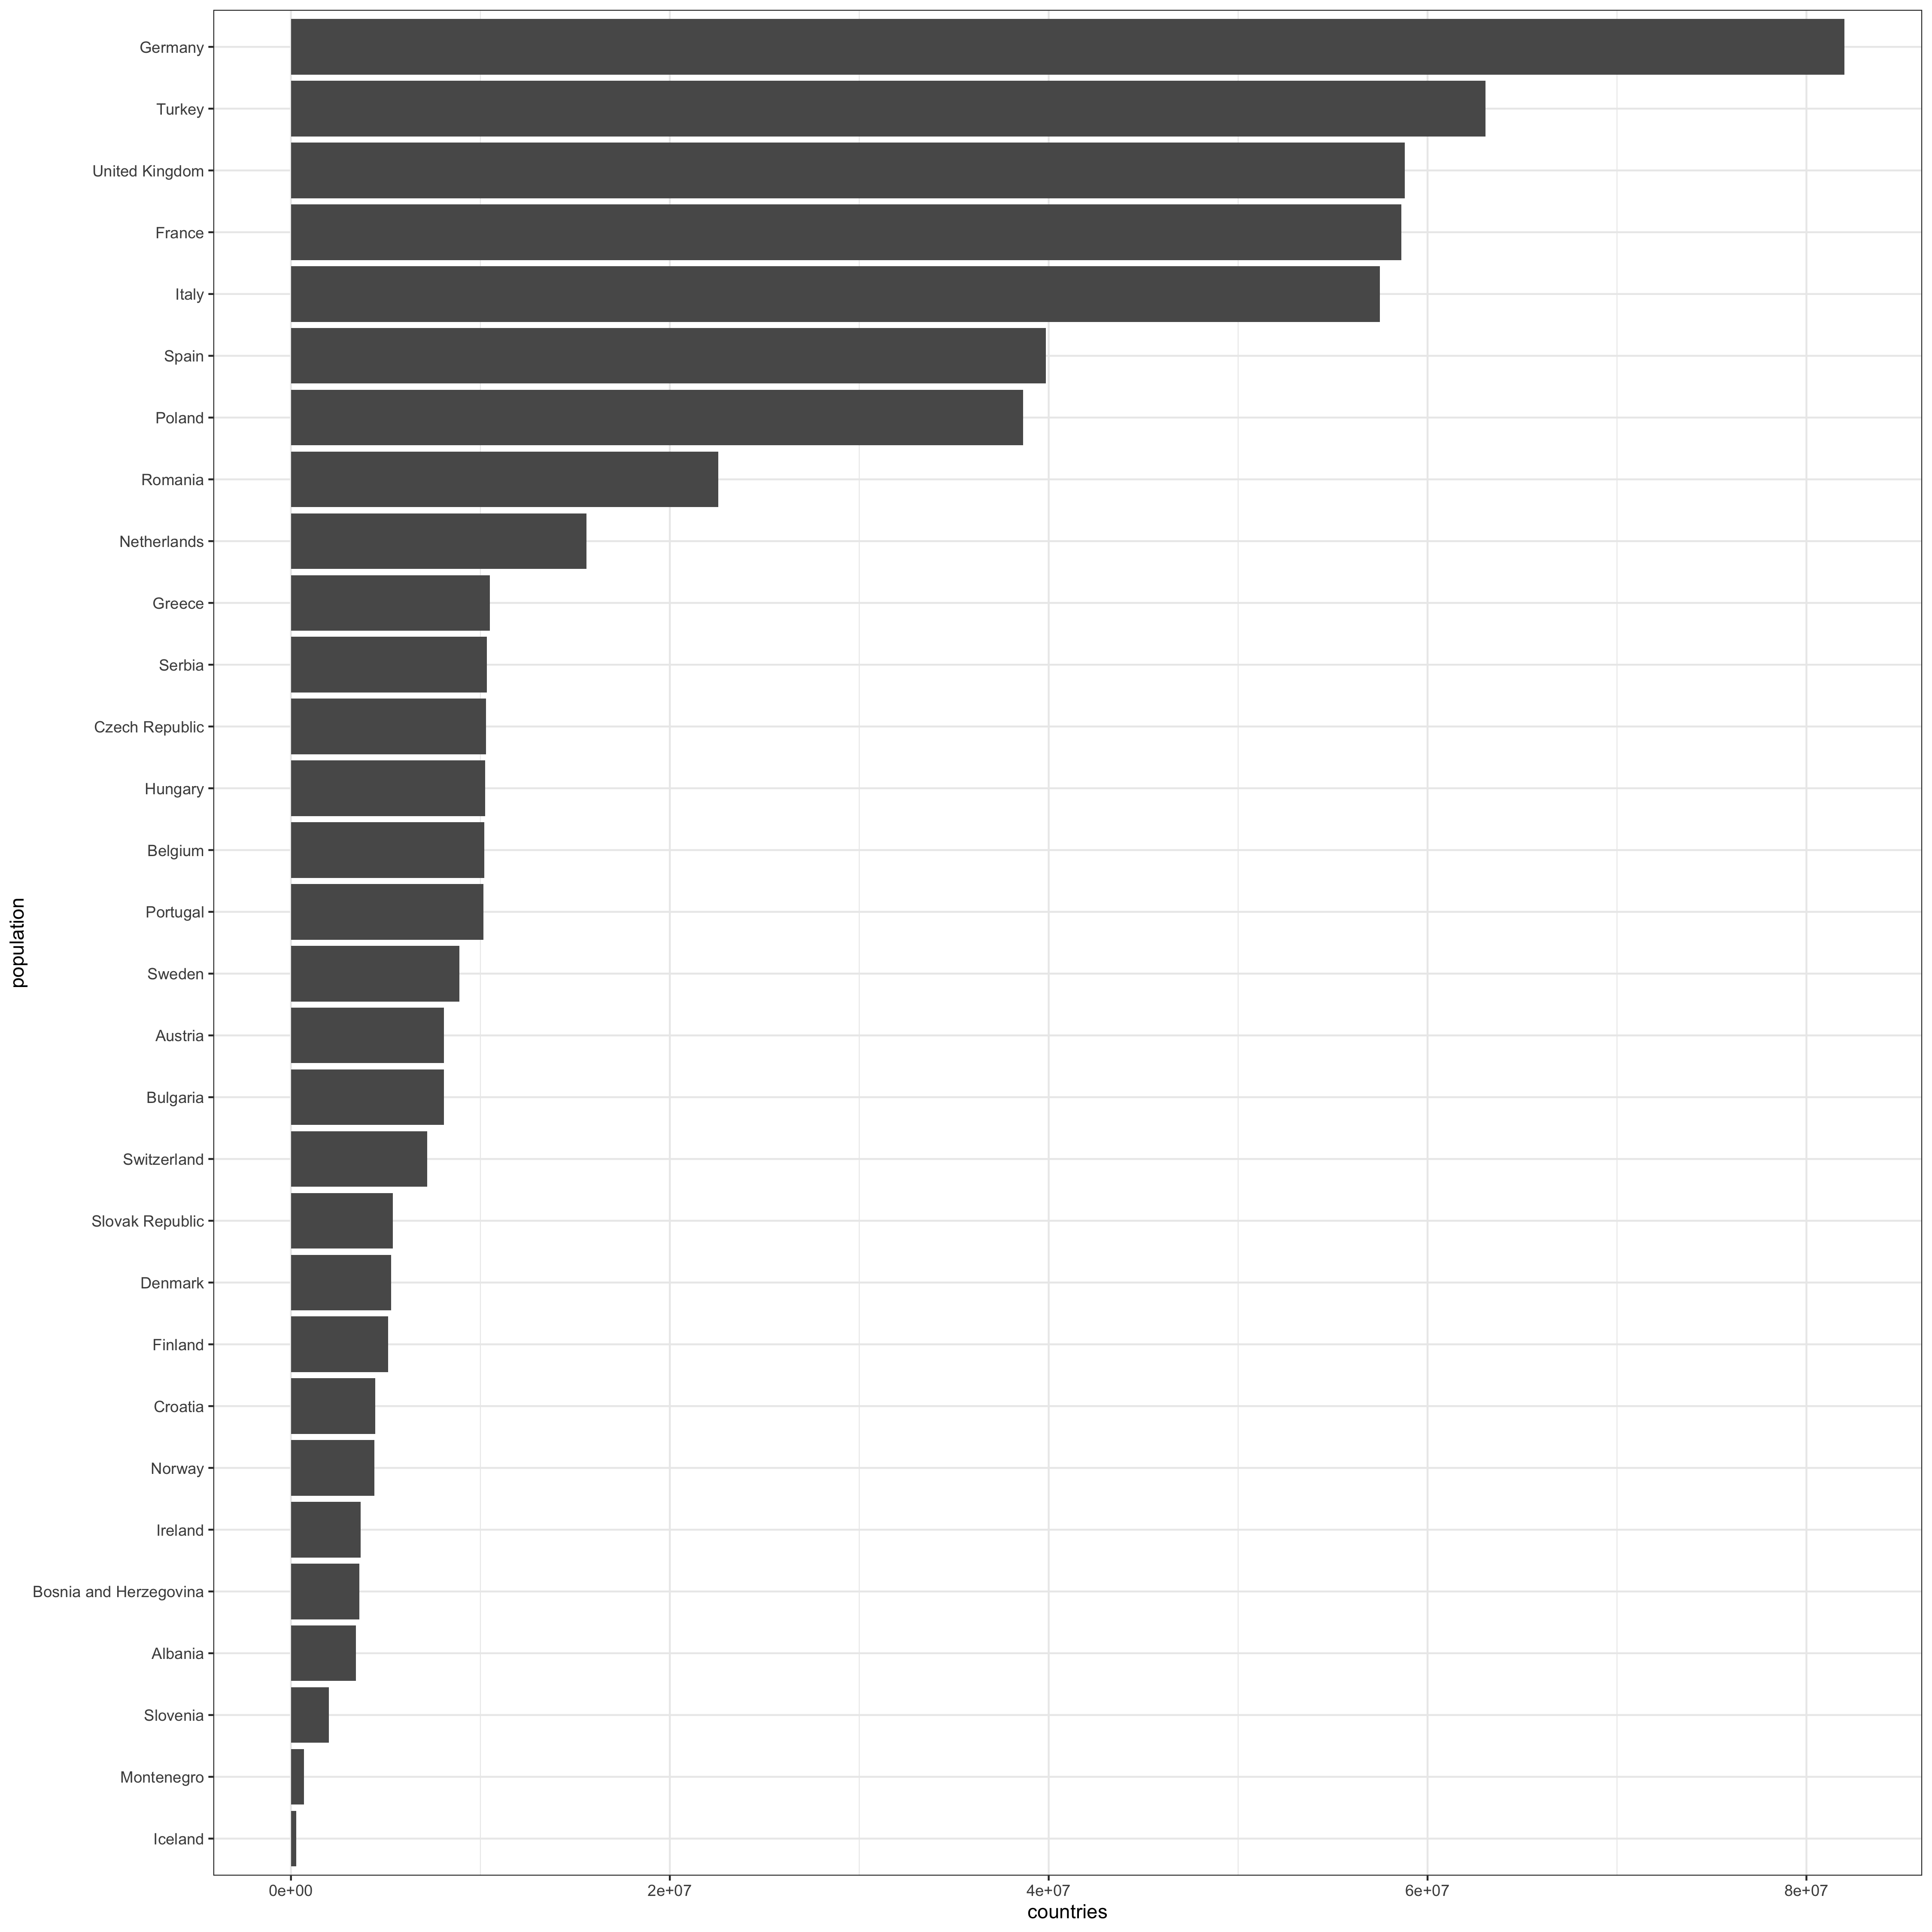 population
Germany
Turkey
United Kingdom
France
Italy
Spain
Poland
Romania
Netherlands
Greece
Serbia
Czech Republic
Hungary
Belgium
Portugal
Sweden
Austria
Bulgaria
Switzerland
Slovak Republic
Denmark
Finland
Croatia
Norway
Ireland
Bosnia and Herzegovina
Albania
Slovenia
Montenegro
Iceland
0e+00 2e+07 4e+07 6e+07 8e+07
countries